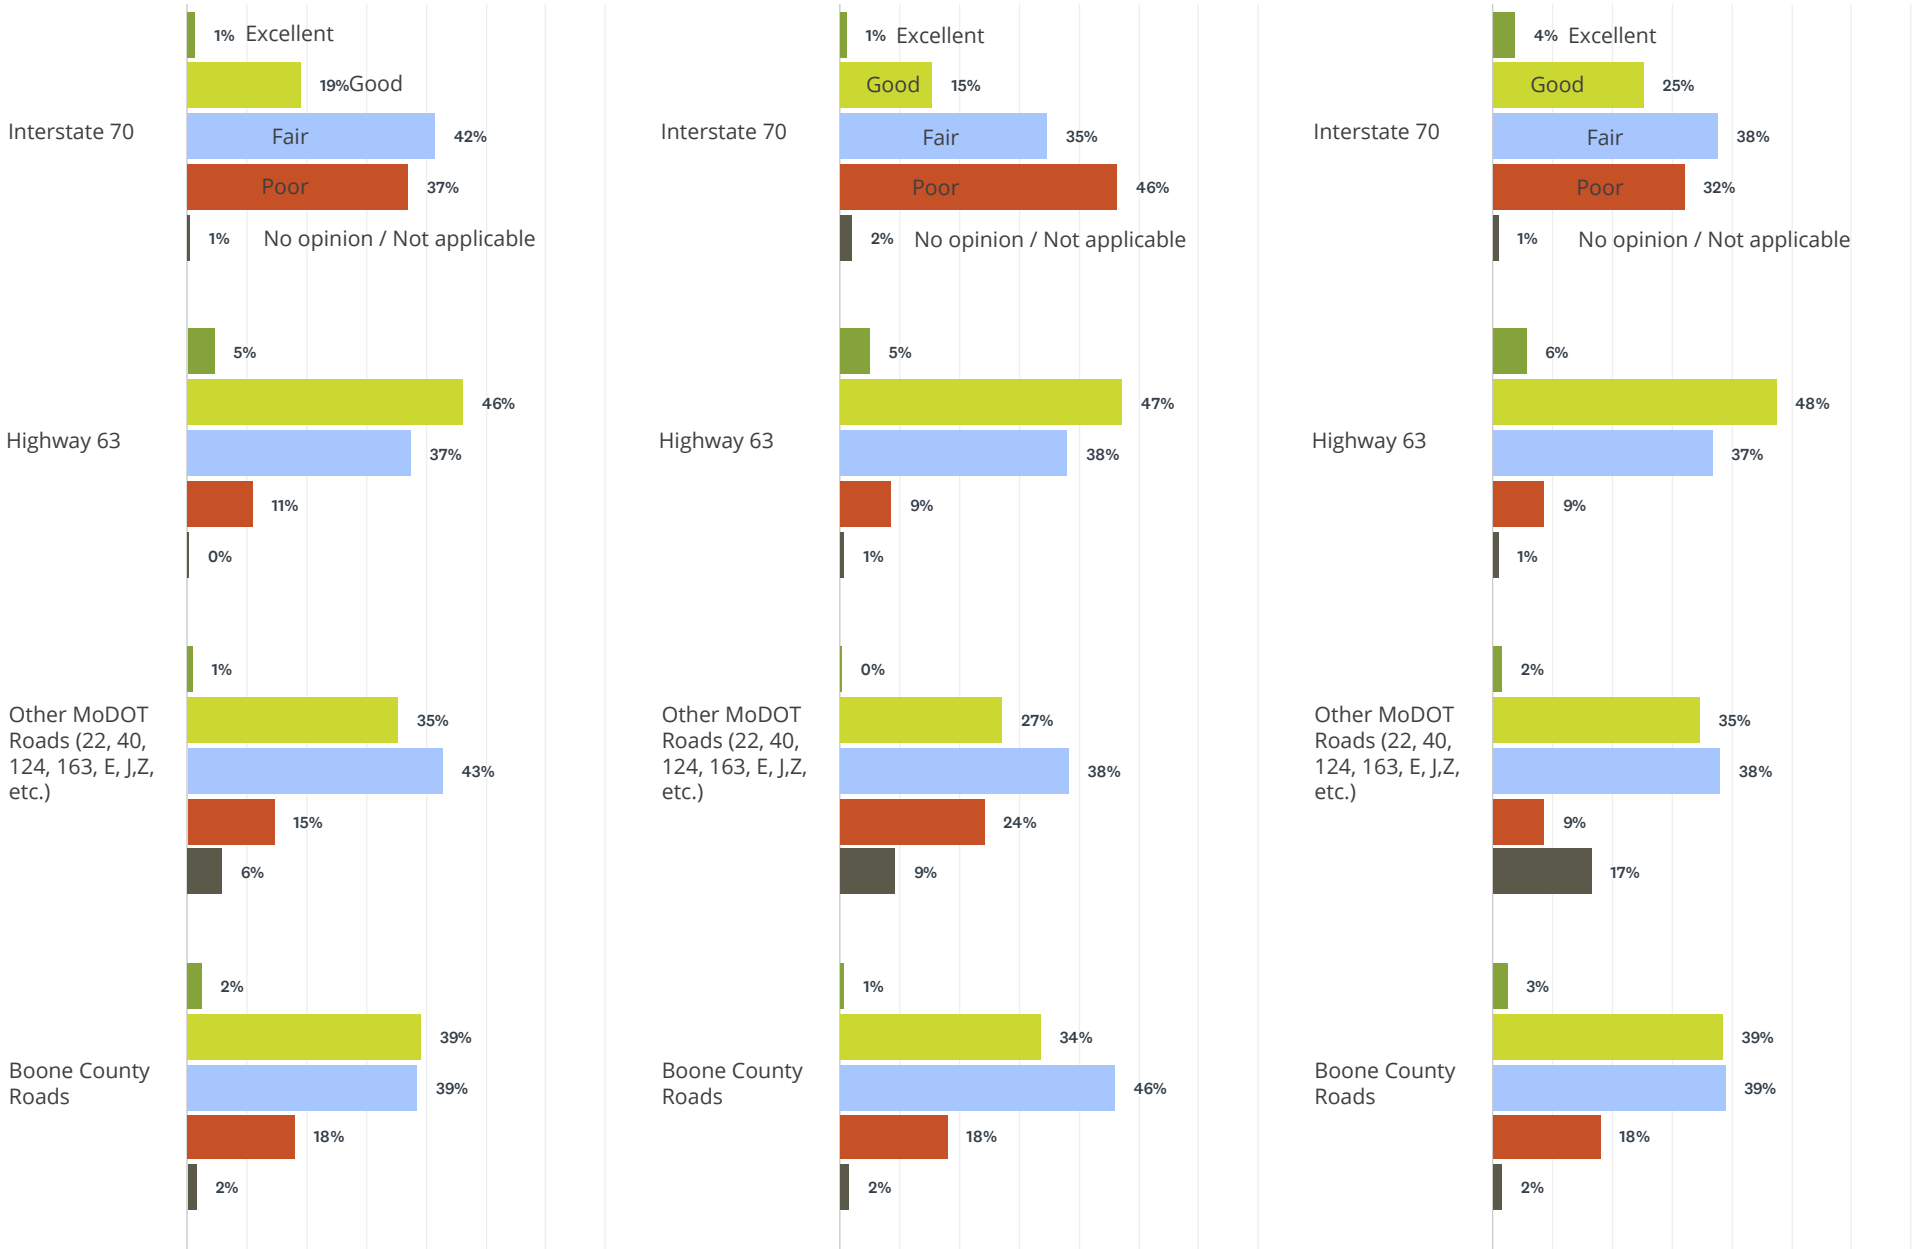 1% Excellent
19%Good
Interstate 70
Fair
42%
Poor
37%
1% No opinion / Not applicable
5%
46%
Highway 63
37%
11%
0%
1%
Other MoDOT
Roads (22, 40,
124, 163, E, J,Z,
etc.)
35%
43%
15%
6%
2%
39%
Boone County
Roads
39%
18%
2%
1% Excellent
Good 15%
Interstate 70
Fair
35%
Poor
46%
2% No opinion / Not applicable
5%
47%
Highway 63
38%
9%
1%
0%
Other MoDOT
Roads (22, 40,
124, 163, E, J,Z,
etc.)
27%
38%
24%
9%
1%
34%
Boone County
Roads
46%
18%
2%
4% Excellent
Good 25%
Interstate 70
Fair
38%
Poor
32%
1% No opinion / Not applicable
6%
48%
Highway 63
37%
9%
1%
2%
Other MoDOT
Roads (22, 40,
124, 163, E, J,Z,
etc.)
35%
38%
9%
17%
3%
39%
Boone County
Roads
39%
18%
2%